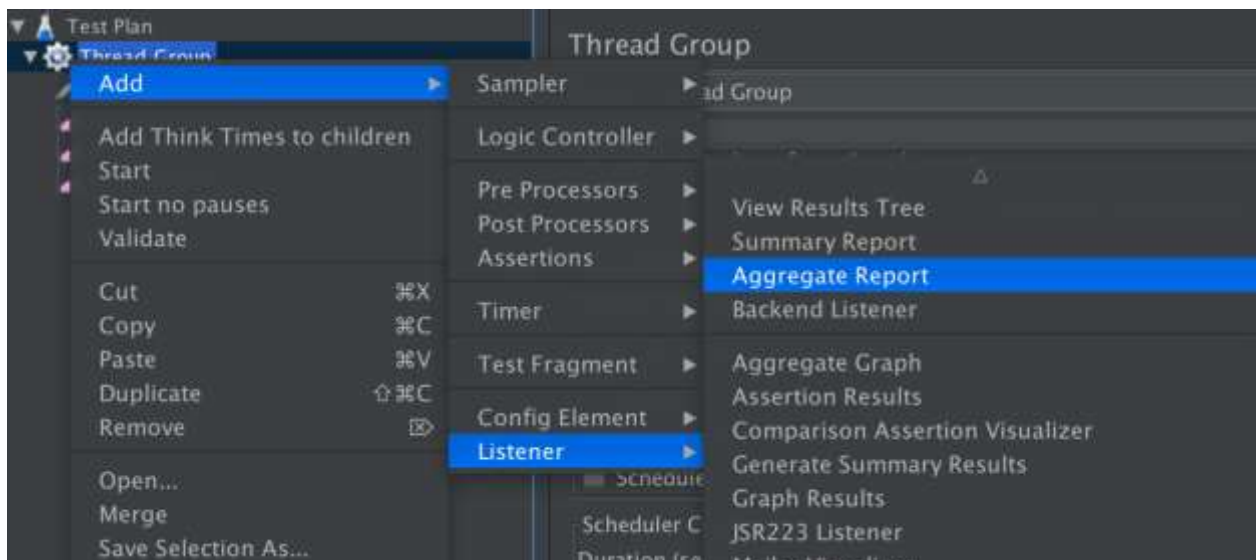 Test Plan
Thread Group
Thread Group
Add
Add Think Times to children
Start
Start no pauses
Validate
Cut ⌘X
Copy ⌘C
Paste ⌘V
Duplicate ⇧⌘C
Remove ⌦
Open...
Merge
Save Selection As...
Sampler
Logic Controller
Pre Processors
Post Processors
Assertions
Timer
Test Fragment
Config Element
Listener
ad Group
View Results Tree
Summary Report
Aggregate Report
Backend Listener
Aggregate Graph
Assertion Results
Comparison Assertion Visualizer
Generate Summary Results
Graph Results
JSR223 Listener
Schedule
Scheduler C